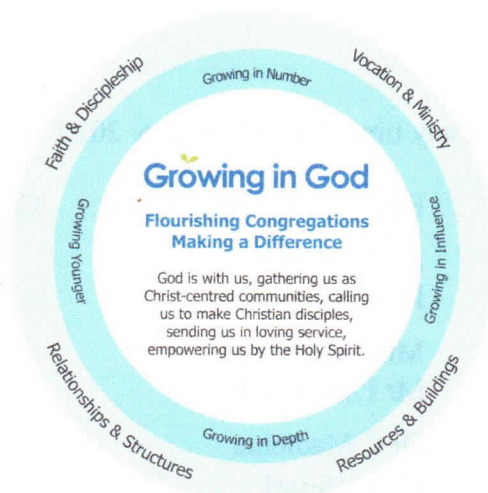 Faith & Discipleship
Vocation & Ministry
Growing in Number
Growing in God
Flourishing Congregations
Making a Difference
God is with us, gathering us as
Christ-centred communities, calling
us to make Christian disciples,
sending us in loving service,
empowering us by the Holy Spirit.
Growing Younger
Growing in Influence
Growing in Depth
Relationships & Structures
Resources & Buildings